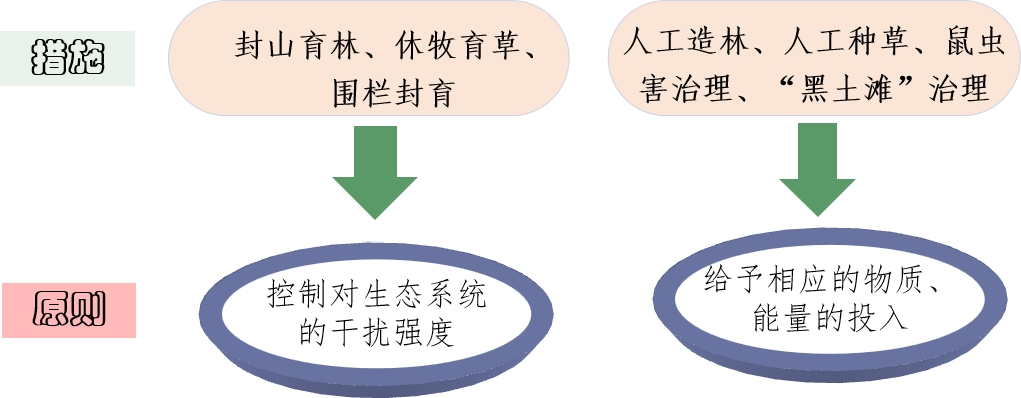 措施
封山育林、休牧育草、
围栏封育
人工造林、人工种草、鼠虫
害治理、“黑土滩”治理
原则
控制对生态系统
的干扰强度
给予相应的物质、
能量的投入